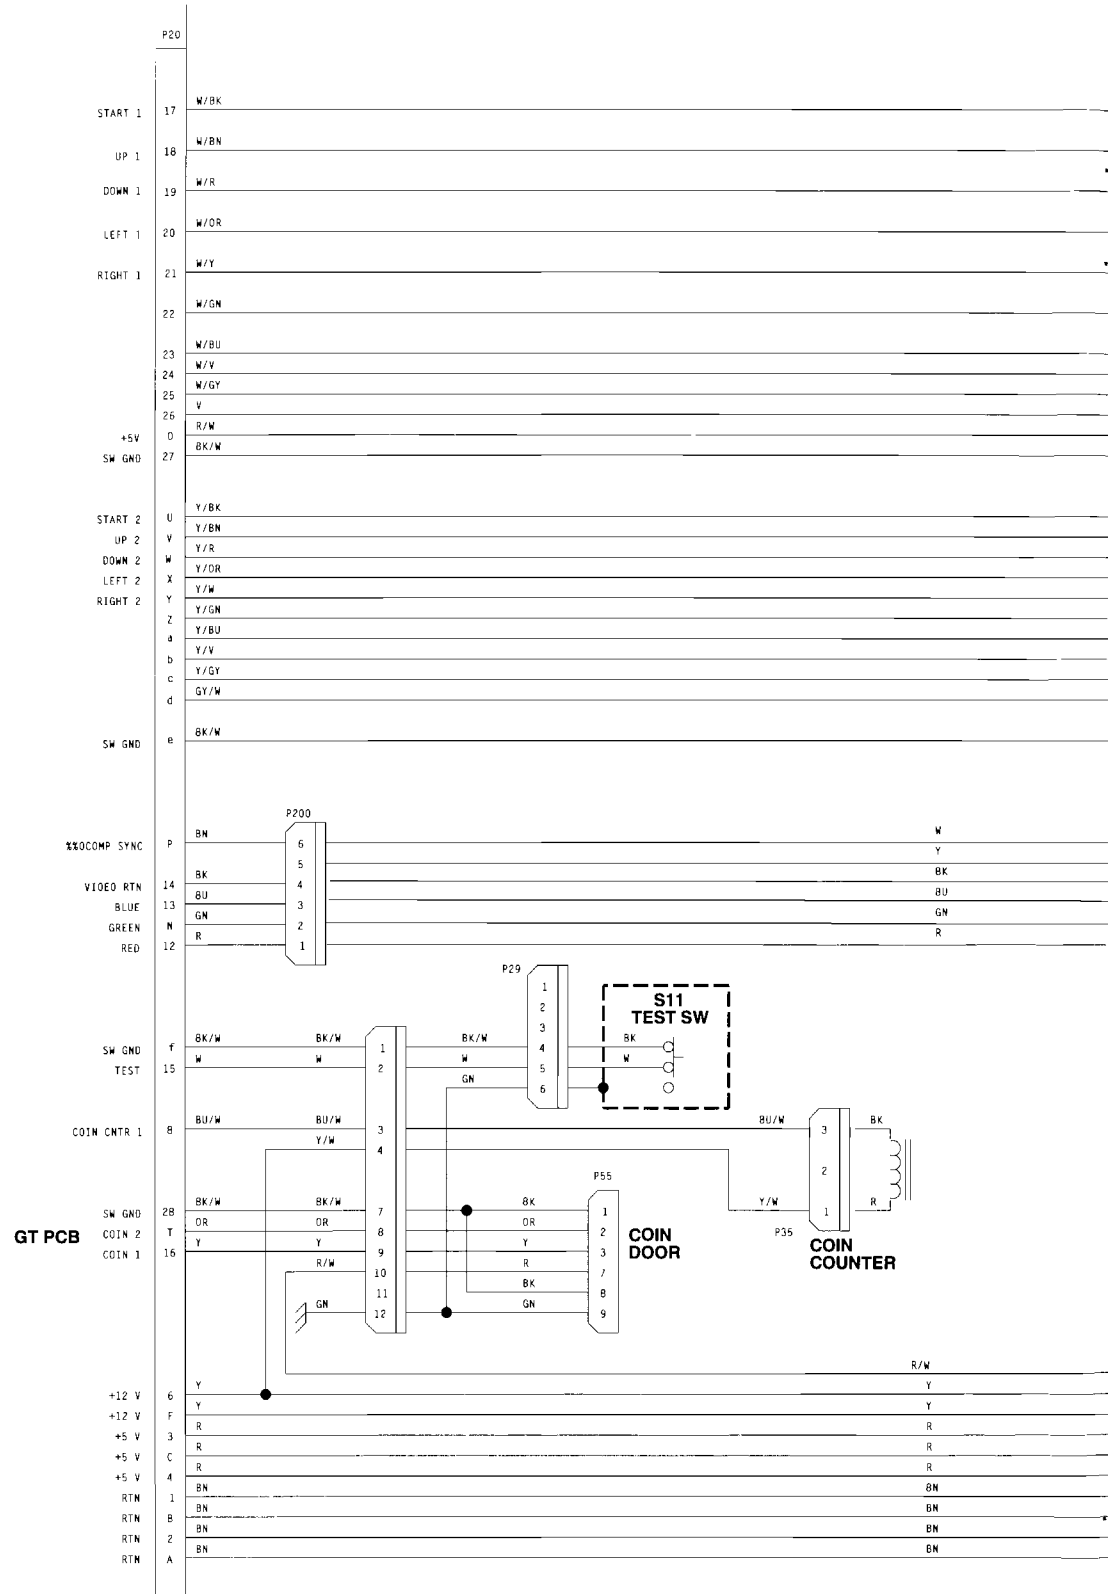 P20
START 1 17 W/BK
UP 1 18 W/BN
DOWN 1 19 W/R
LEFT 1 20 W/OR
RIGHT 1 21 W/Y
22 W/GN
23 W/BU
24 W/V
25 W/GY
26 V
+5V D R/W
SW GND 27 BK/W
START 2 U Y/BK
UP 2 V Y/BN
DOWN 2 W Y/R
LEFT 2 X Y/OR
RIGHT 2 Y Y/W
Z Y/GN
a Y/BU
b Y/V
c Y/GY
d GY/W
SW GND e BK/W
P200
%%OCOMP SYNC P BN 6 W
5 Y
VIDEO RTN 14 BK 4 BK
BLUE 13 BU 3 BU
GREEN N GN 2 GN
RED 12 R 1 R
P29
1
2
3
S11
TEST SW
SW GND f BK/W BK/W 1 BK/W 4 BK
TEST 15 W W 2 W 5 W
GN 6
COIN CNTR 1 8 BU/W BU/W 3 BU/W 3 BK
Y/W 4
2
P55
SW GND 28 BK/W BK/W 7 BK 1 Y/W 1 R
P35
GT PCB
COIN 2 T OR OR 8 OR 2
COIN 1 16 Y Y 9 Y 3
R/W 10 R 7
11 BK 8
GN 12 GN 9
COIN
DOOR
COIN
COUNTER
R/W
+12 V 6 Y Y
+12 V F Y Y
+5 V 3 R R
+5 V C R R
+5 V 4 R R
RTN 1 BN BN
RTN B BN BN
RTN 2 BN BN
RTN A BN BN